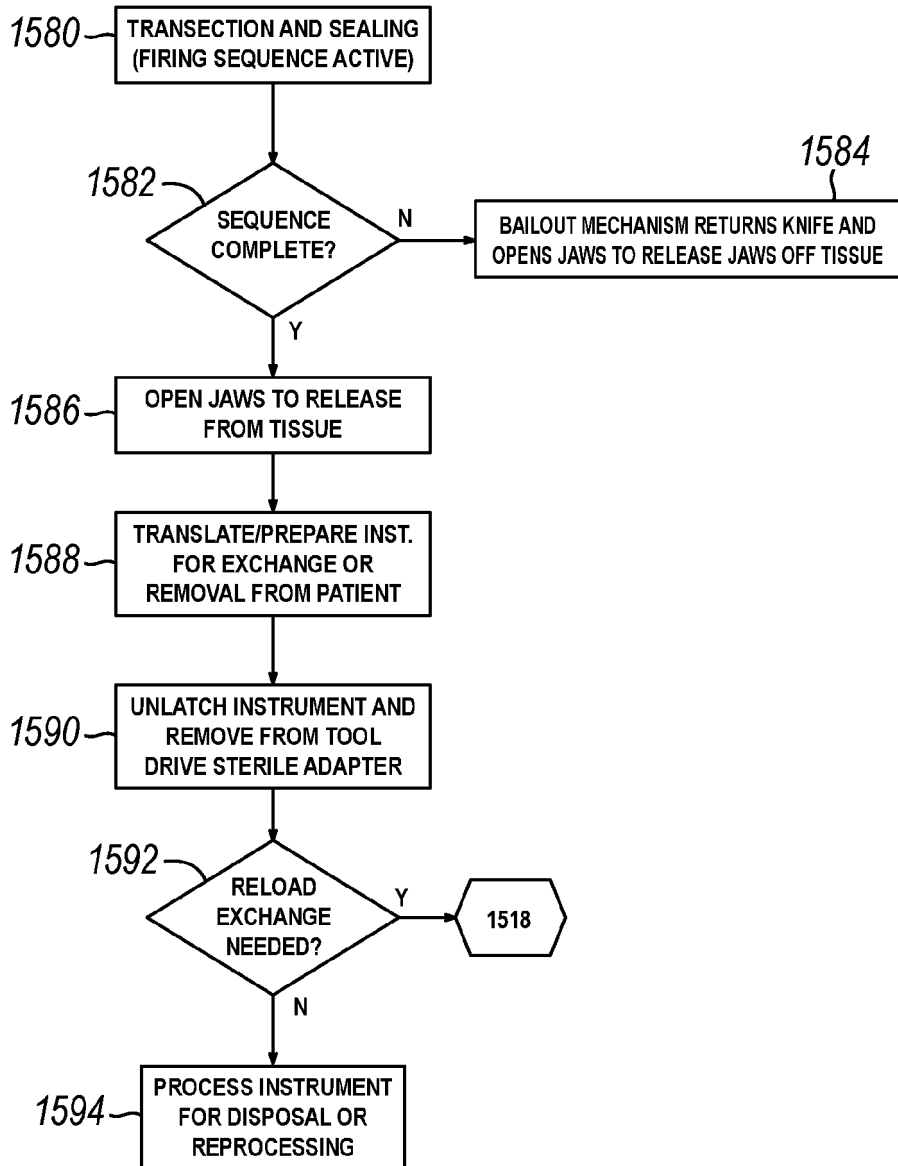 1580
TRANSECTION AND SEALING
(FIRING SEQUENCE ACTIVE)
1582
SEQUENCE
COMPLETE?
N
1584
BAILOUT MECHANISM RETURNS KNIFE AND
OPENS JAWS TO RELEASE JAWS OFF TISSUE
Y
1586
OPEN JAWS TO RELEASE
FROM TISSUE
1588
TRANSLATE/PREPARE INST.
FOR EXCHANGE OR
REMOVAL FROM PATIENT
1590
UNLATCH INSTRUMENT AND
REMOVE FROM TOOL
DRIVE STERILE ADAPTER
1592
RELOAD
EXCHANGE
NEEDED?
Y
1518
N
1594
PROCESS INSTRUMENT
FOR DISPOSAL OR
REPROCESSING